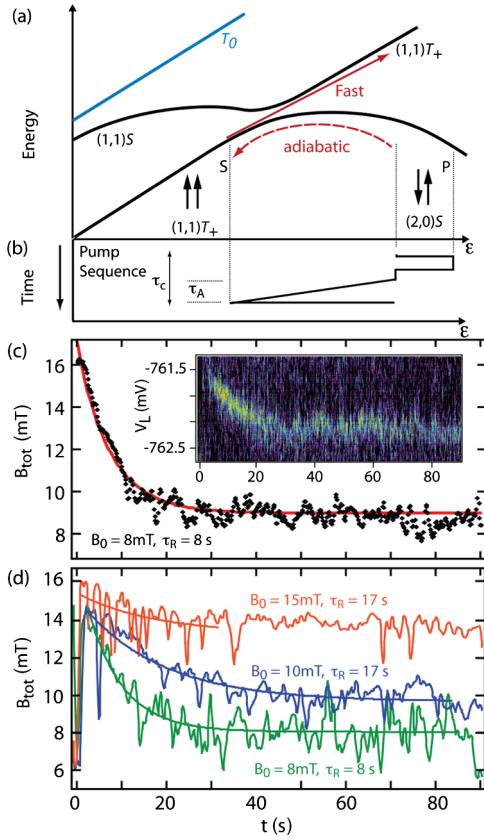 (a)
T₀
(1,1)T₊
Fast
(1,1)S
Energy
adiabatic
S
P
(1,1)T₊
(2,0)S
ε
(b)
Pump
Sequence
τc
τA
Time
ε
(c)
16
14
12
10
8
Btot (mT)
-761.5
-762.5
VL (mV)
0 20 40 60 80
B₀ = 8mT, τR = 8 s
(d)
16
14
12
10
8
6
Btot (mT)
B₀ = 15mT, τR = 17 s
B₀ = 10mT, τR = 17 s
B₀ = 8mT, τR = 8 s
0 20 40 60 80
t (s)